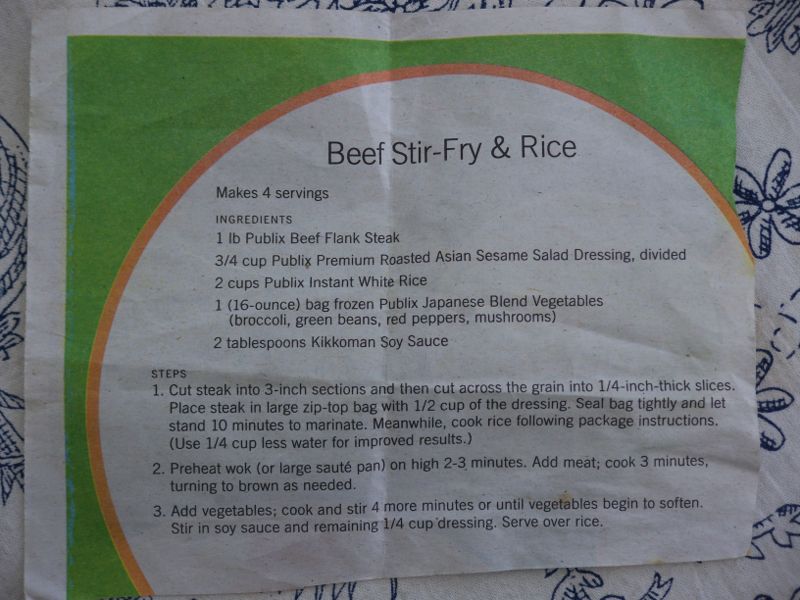 Beef Stir-Fry & Rice
Makes 4 servings
INGREDIENTS
1 lb Publix Beef Flank Steak
3/4 cup Publix Premium Roasted Asian Sesame Salad Dressing, divided
2 cups Publix Instant White Rice
1 (16-ounce) bag frozen Publix Japanese Blend Vegetables
(broccoli, green beans, red peppers, mushrooms)
2 tablespoons Kikkoman Soy Sauce
STEPS
1. Cut steak into 3-inch sections and then cut across the grain into 1/4-inch-thick slices.
Place steak in large zip-top bag with 1/2 cup of the dressing. Seal bag tightly and let
stand 10 minutes to marinate. Meanwhile, cook rice following package instructions.
(Use 1/4 cup less water for improved results.)
2. Preheat wok (or large sauté pan) on high 2-3 minutes. Add meat; cook 3 minutes,
turning to brown as needed.
3. Add vegetables; cook and stir 4 more minutes or until vegetables begin to soften.
Stir in soy sauce and remaining 1/4 cup dressing. Serve over rice.